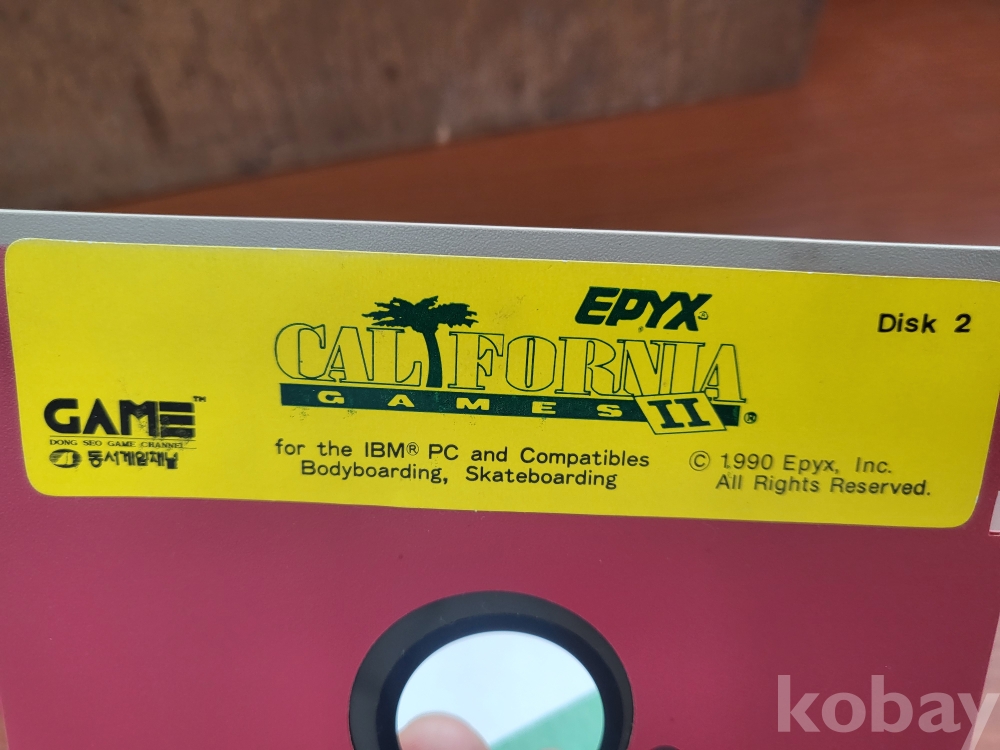 EPYX®
Disk 2
CALIFORNIA
GAMES II®
GAME™
DONG SEO GAME CHANNEL
동서게임채널
for the IBM® PC and Compatibles
Bodyboarding, Skateboarding
© 1990 Epyx, Inc.
All Rights Reserved.
kobay